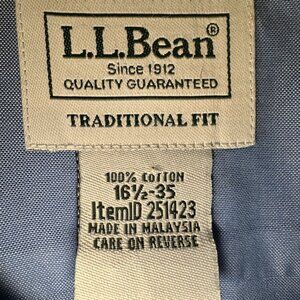 L.L.Bean®
Since 1912
QUALITY GUARANTEED
TRADITIONAL FIT
100% COTTON
16½-35
ItemID 251423
MADE IN MALAYSIA
CARE ON REVERSE